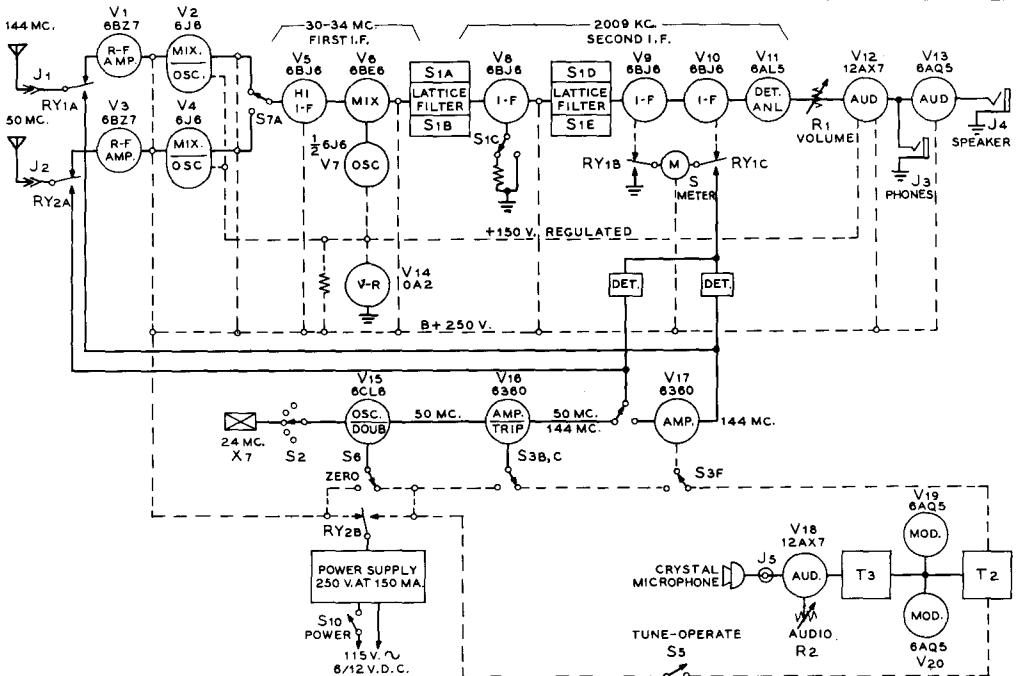 144 MC.
V1
6BZ7
R-F
AMP.
V2
6J6
MIX.
OSC.
30-34 MC.
FIRST I.F.
V5
6BJ6
HI
I-F
V6
6BE6
MIX
2009 KC.
SECOND I.F.
S1A
LATTICE
FILTER
S1B
V8
6BJ6
I-F
S1D
LATTICE
FILTER
S1E
V9
6BJ6
I-F
V10
6BJ6
I-F
V11
6AL5
DET.
ANL
R1
VOLUME
V12
12AX7
AUD
V13
6AQ5
AUD
J4
SPEAKER
J3
PHONES
J1
RY1A
50 MC.
J2
RY2A
V3
6BZ7
R-F
AMP.
V4
6J6
MIX.
OSC
S7A
½ 6J6
V7
OSC
S1C
RY1B
M
S
METER
RY1C
+150 V. REGULATED
V-R
V14
OA2
DET.
DET.
B+ 250 V.
24 MC.
X7
S2
V15
6CL6
OSC.
DOUB
50 MC.
V16
6360
AMP.
TRIP
50 MC.
144 MC.
V17
6360
AMP.
144 MC.
S6
ZERO
S3B, C
S3F
RY2B
POWER SUPPLY
250 V. AT 150 MA.
S10
POWER
115 V. ~
6/12 V.D.C.
CRYSTAL
MICROPHONE
J5
V18
12AX7
AUD.
AUDIO
R2
T3
V19
6AQ5
MOD.
MOD.
6AQ5
V20
T2
TUNE-OPERATE
S5